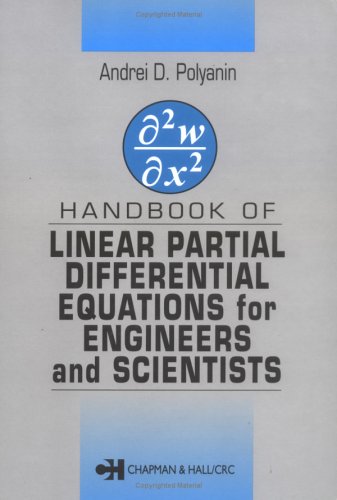 Andrei D. Polyanin
∂²w
∂x²
HANDBOOK OF
LINEAR PARTIAL
DIFFERENTIAL
EQUATIONS for
ENGINEERS
and SCIENTISTS
CH CHAPMAN & HALL/CRC
Copyrighted Material
Copyrighted Material